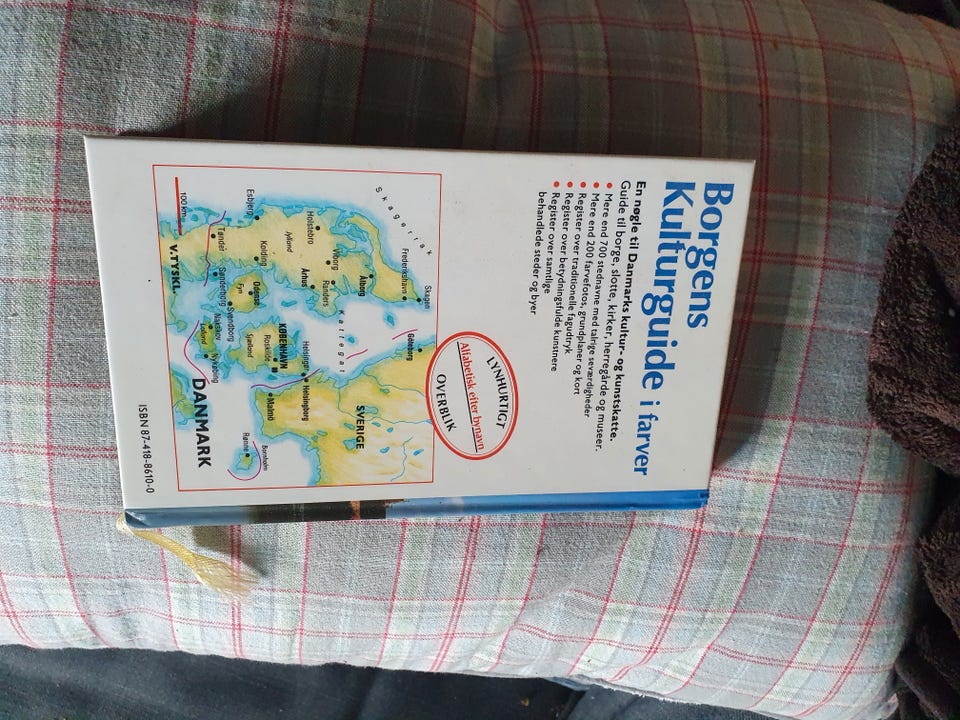 Borgens
Kulturguide i farver
En nøgle til Danmarks kultur- og kunstskatte.
Guide til borge, slotte, kirker, herregårde og museer.
• Mere end 700 stednavne med talrige seværdigheder
• Mere end 200 farvefotos, grundplaner og kort
• Register over traditionelle fagudtryk
• Register over betydningsfulde kunstnere
• Register over samtlige
behandlede steder og byer
LYNHURTIGT
Alfabetisk efter bynavn
OVERBLIK
Skagerrak
Skagen
Frederikshavn
Göteborg
Ålborg
Kattegat
Holstebro
Viborg
Randers
Jylland
Århus
SVERIGE
Esbjerg
Kolding
Odense
Fyn
KØBENHAVN
Helsingør
Helsingborg
Roskilde
Sjælland
Malmö
Tønder
Sønderborg
Svendborg
Nakskov
Lolland
Nykøbing
Bornholm
Rønne
100 km
V.TYSKL.
DANMARK
ISBN 87-418-8610-0